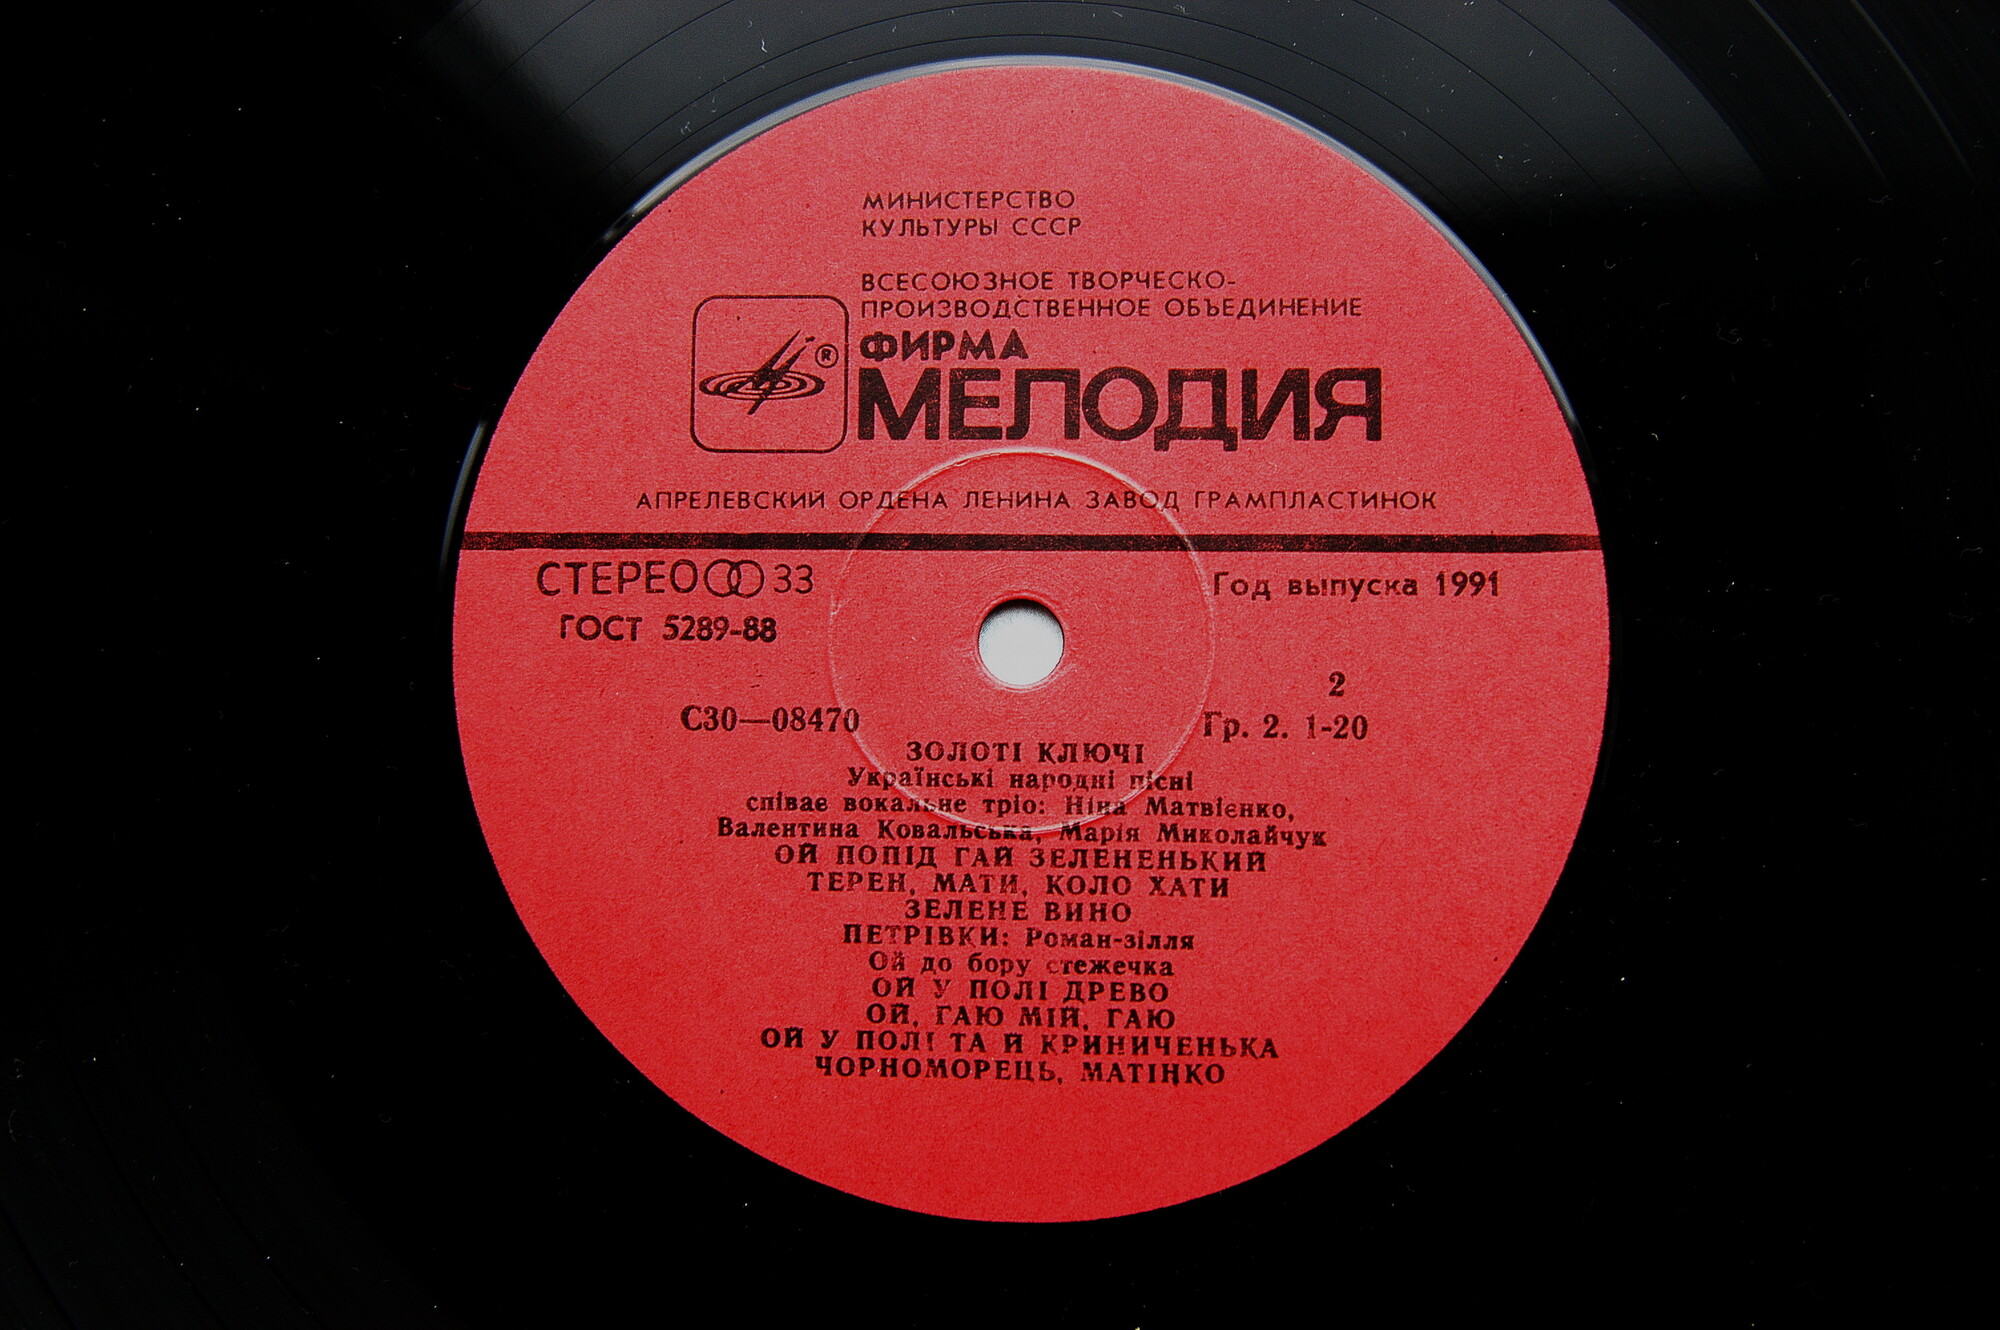 МИНИСТЕРСТВО
КУЛЬТУРЫ СССР
ВСЕСОЮЗНОЕ ТВОРЧЕСКО-
ПРОИЗВОДСТВЕННОЕ ОБЪЕДИНЕНИЕ
ФИРМА
®
МЕЛОДИЯ
АПРЕЛЕВСКИЙ ОРДЕНА ЛЕНИНА ЗАВОД ГРАМПЛАСТИНОК
СТЕРЕО 33
Год выпуска 1991
ГОСТ 5289-88
2
С30—08470
Гр. 2. 1-20
ЗОЛОТІ КЛЮЧІ
Українські народні пісні
співає вокальне тріо: Ніна Матвієнко,
Валентина Ковальська, Марія Миколайчук
ОЙ ПОПІД ГАЙ ЗЕЛЕНЕНЬКИЙ
ТЕРЕН, МАТИ, КОЛО ХАТИ
ЗЕЛЕНЕ ВИНО
ПЕТРІВКИ: Роман-зілля
Ой до бору стежечка
ОЙ У ПОЛІ ДРЕВО
ОЙ, ГАЮ МІЙ, ГАЮ
ОЙ У ПОЛІ ТА Й КРИНИЧЕНЬКА
ЧОРНОМОРЕЦЬ, МАТІНКО